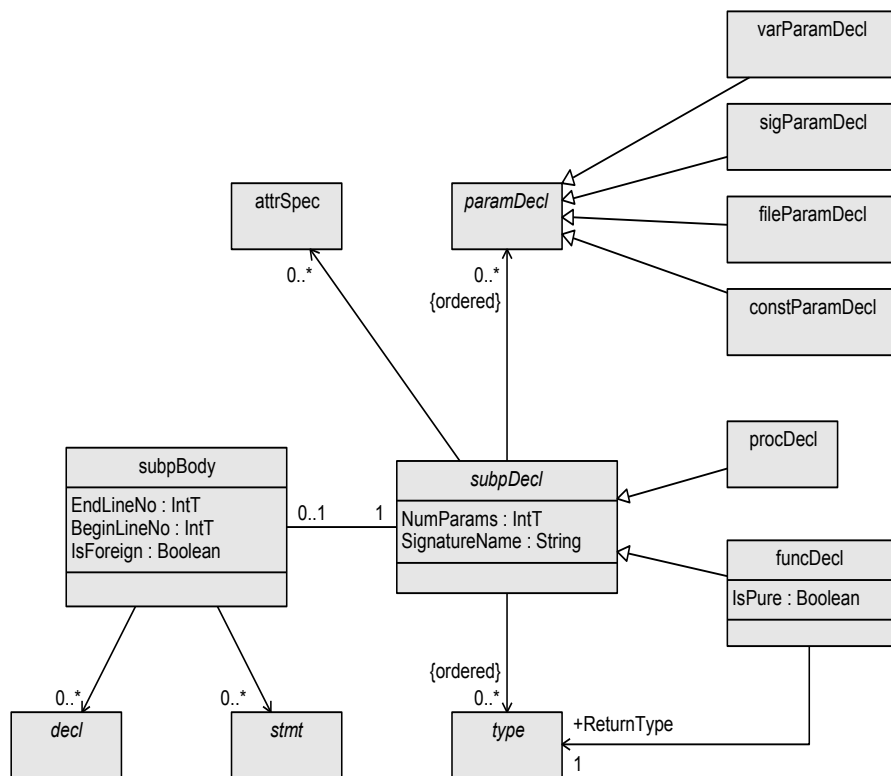 varParamDecl
sigParamDecl
attrSpec
paramDecl
fileParamDecl
0..*
0..*
{ordered}
constParamDecl
procDecl
subpBody
subpDecl
EndLineNo : IntT
BeginLineNo : IntT
IsForeign : Boolean
0..1
1
NumParams : IntT
SignatureName : String
funcDecl
IsPure : Boolean
{ordered}
0..*
0..*
0..*
+ReturnType
decl
stmt
type
1